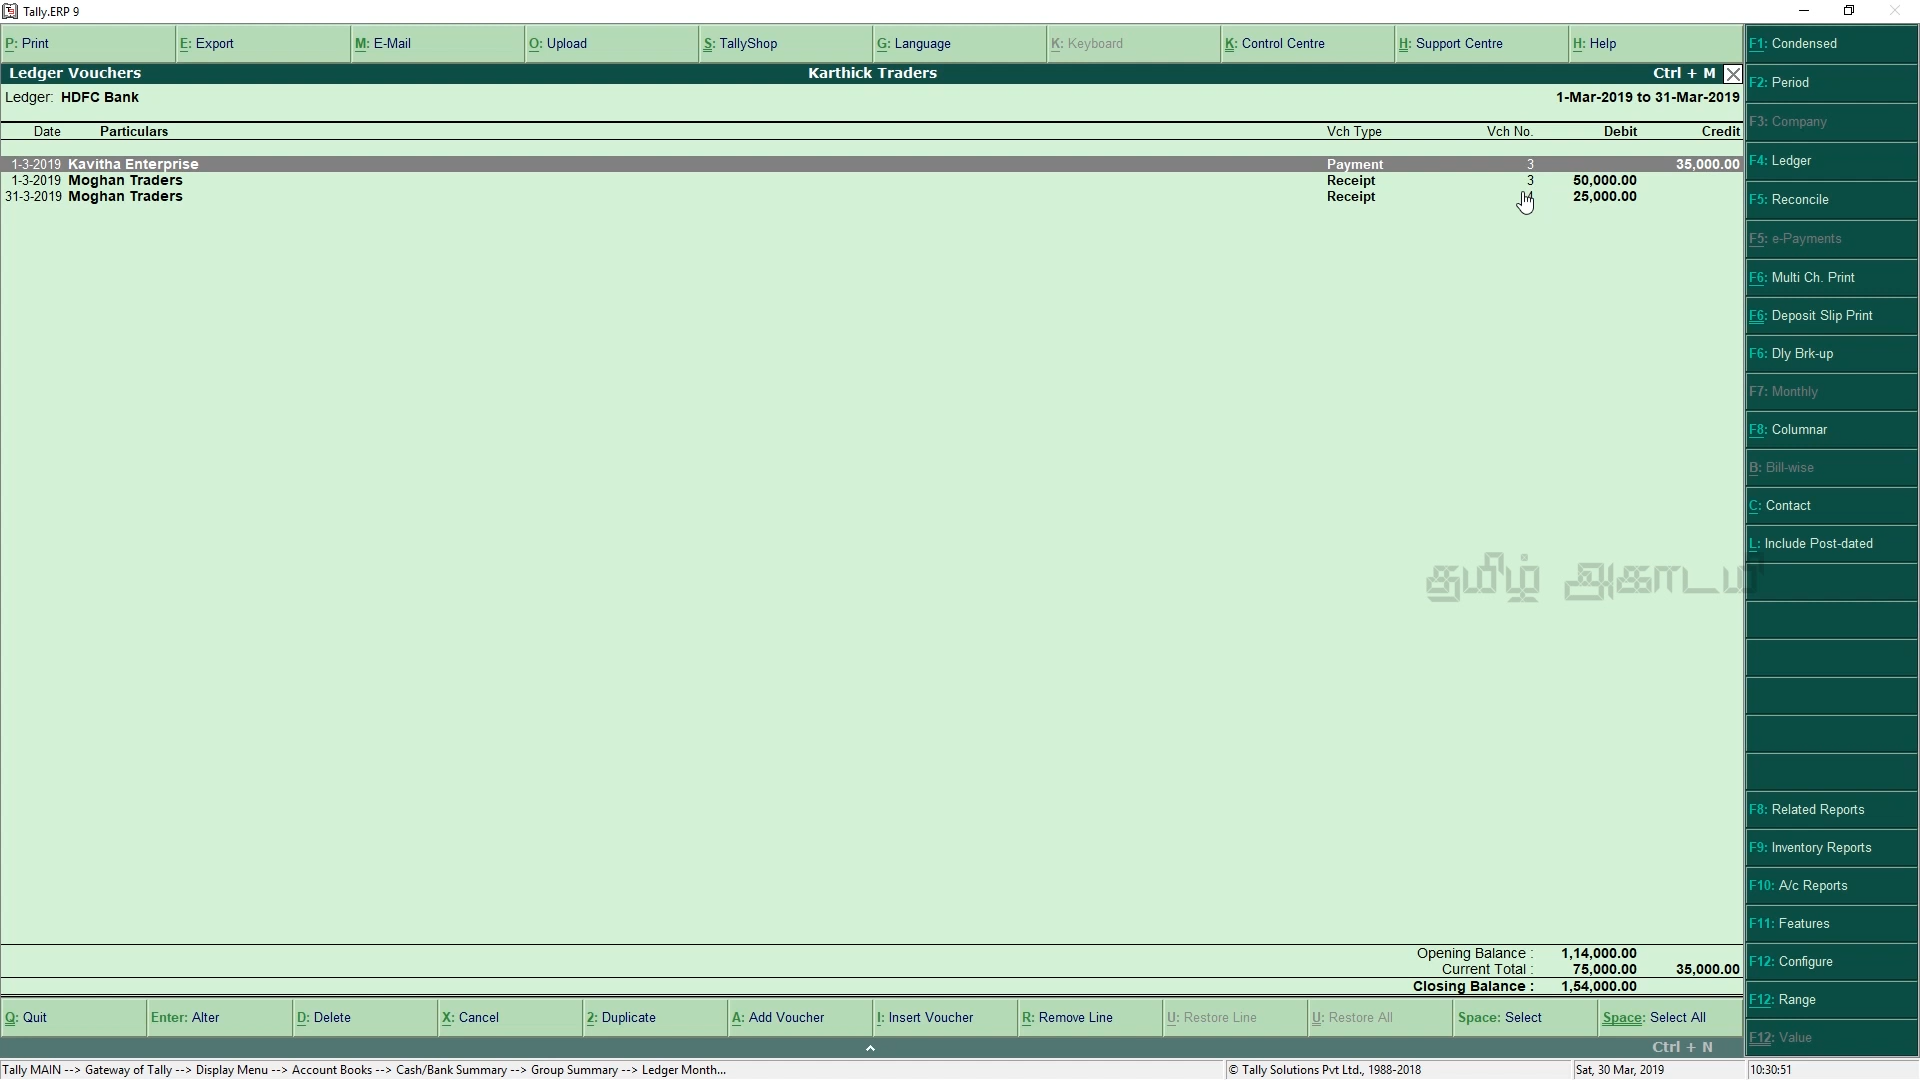 Tally.ERP 9
P: Print E: Export M: E-Mail O: Upload S: TallyShop G: Language K: Keyboard K: Control Centre H: Support Centre H: Help
Ledger Vouchers Karthick Traders Ctrl + M
Ledger: HDFC Bank 1-Mar-2019 to 31-Mar-2019
Date Particulars Vch Type Vch No. Debit Credit
1-3-2019 Kavitha Enterprise Payment 3 35,000.00
1-3-2019 Moghan Traders Receipt 3 50,000.00
31-3-2019 Moghan Traders Receipt 25,000.00
தமிழ் அகாடமி
Opening Balance : 1,14,000.00
Current Total : 75,000.00 35,000.00
Closing Balance : 1,54,000.00
F1: Condensed
F2: Period
F3: Company
F4: Ledger
F5: Reconcile
F5: e-Payments
F6: Multi Ch. Print
F6: Deposit Slip Print
F6: Dly Brk-up
F7: Monthly
F8: Columnar
B: Bill-wise
C: Contact
L: Include Post-dated
F8: Related Reports
F9: Inventory Reports
F10: A/c Reports
F11: Features
F12: Configure
F12: Range
F12: Value
Q: Quit Enter: Alter D: Delete X: Cancel 2: Duplicate A: Add Voucher I: Insert Voucher R: Remove Line U: Restore Line U: Restore All Space: Select Space: Select All
Ctrl + N
Tally MAIN --> Gateway of Tally --> Display Menu --> Account Books --> Cash/Bank Summary --> Group Summary --> Ledger Month... © Tally Solutions Pvt Ltd., 1988-2018 Sat, 30 Mar, 2019 10:30:51